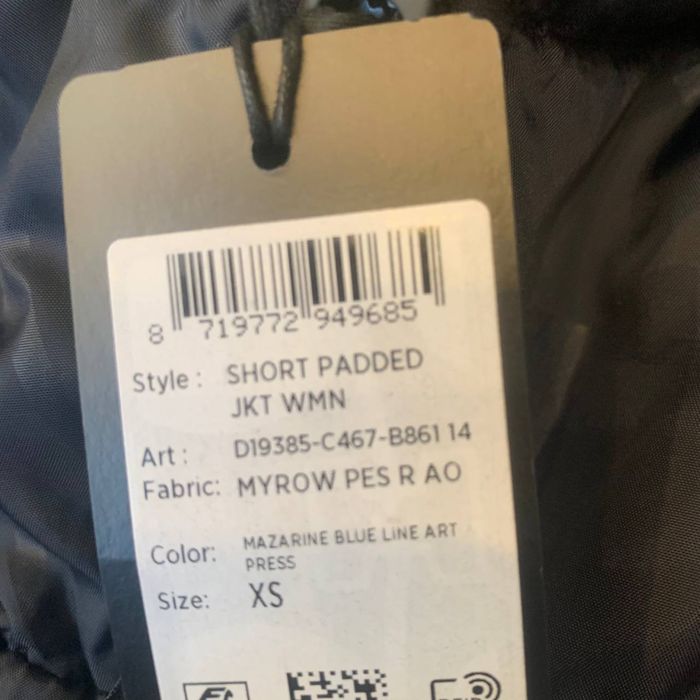 8 719772 949685
Style : SHORT PADDED
JKT WMN
Art : D19385-C467-B861 14
Fabric: MYROW PES R AO
Color: MAZARINE BLUE LINE ART
PRESS
Size: XS